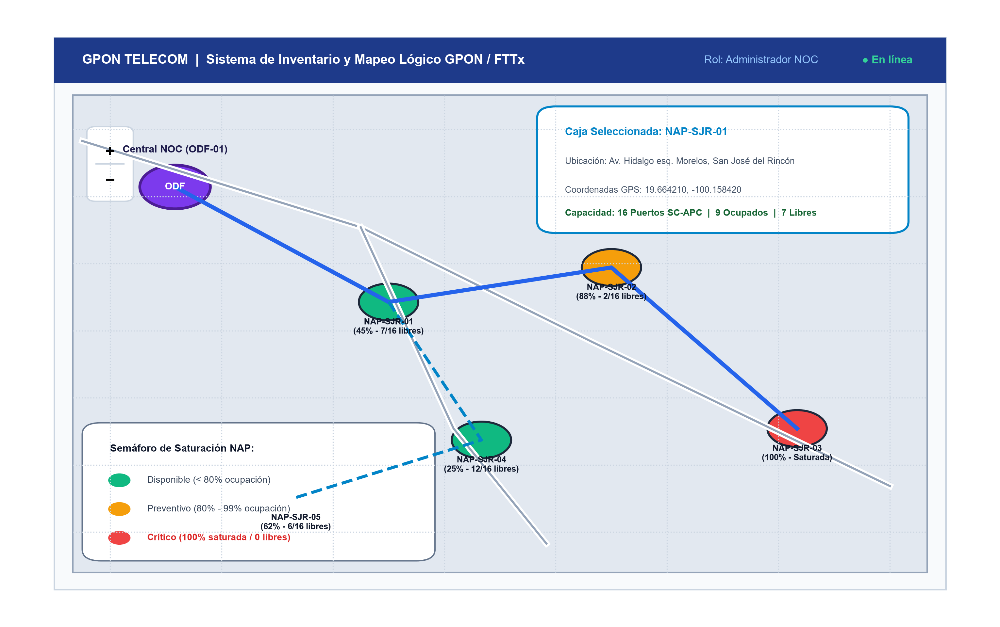 GPON TELECOM | Sistema de Inventario y Mapeo Lógico GPON / FTTx
Rol: Administrador NOC
● En línea
+
Central NOC (ODF-01)
−
ODF
Caja Seleccionada: NAP-SJR-01
Ubicación: Av. Hidalgo esq. Morelos, San José del Rincón
Coordenadas GPS: 19.664210, -100.158420
Capacidad: 16 Puertos SC-APC | 9 Ocupados | 7 Libres
NAP-SJR-02
(88% - 2/16 libres)
NAP-SJR-01
(45% - 7/16 libres)
NAP-SJR-04
(25% - 12/16 libres)
NAP-SJR-03
(100% - Saturada)
Semáforo de Saturación NAP:
Disponible (< 80% ocupación)
Preventivo (80% - 99% ocupación)
NAP-SJR-05
(62% - 6/16 libres)
Crítico (100% saturada / 0 libres)